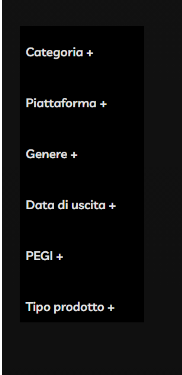 Categoria +
Piattaforma +
Genere +
Data di uscita +
PEGI +
Tipo prodotto +